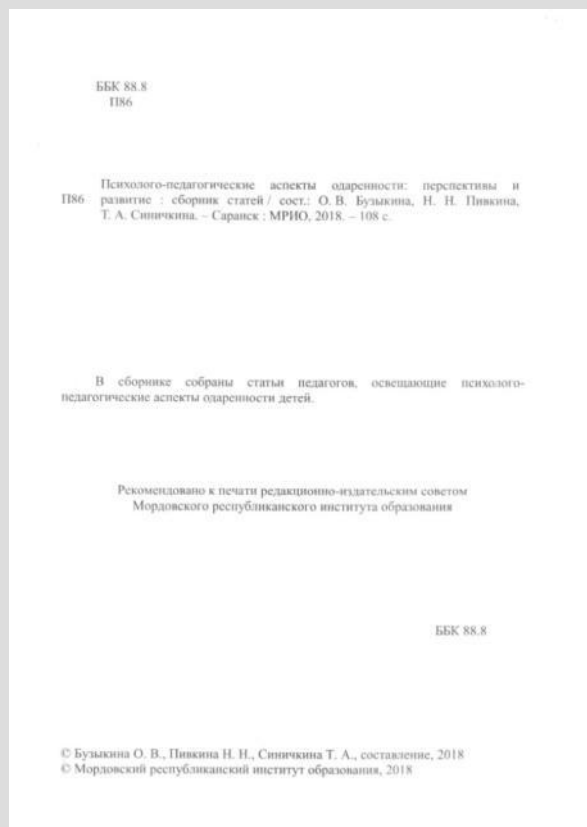 ББК 88.8
П86
Психолого-педагогические аспекты одаренности: перспективы и
П86 развитие : сборник статей / сост.: О. В. Бузыкина, Н. Н. Пивкина,
Т. А. Синичкина. – Саранск : МРИО, 2018. – 108 с.
В сборнике собраны статьи педагогов, освещающие психолого-
педагогические аспекты одаренности детей.
Рекомендовано к печати редакционно-издательским советом
Мордовского республиканского института образования
ББК 88.8
© Бузыкина О. В., Пивкина Н. Н., Синичкина Т. А., составление, 2018
© Мордовский республиканский институт образования, 2018